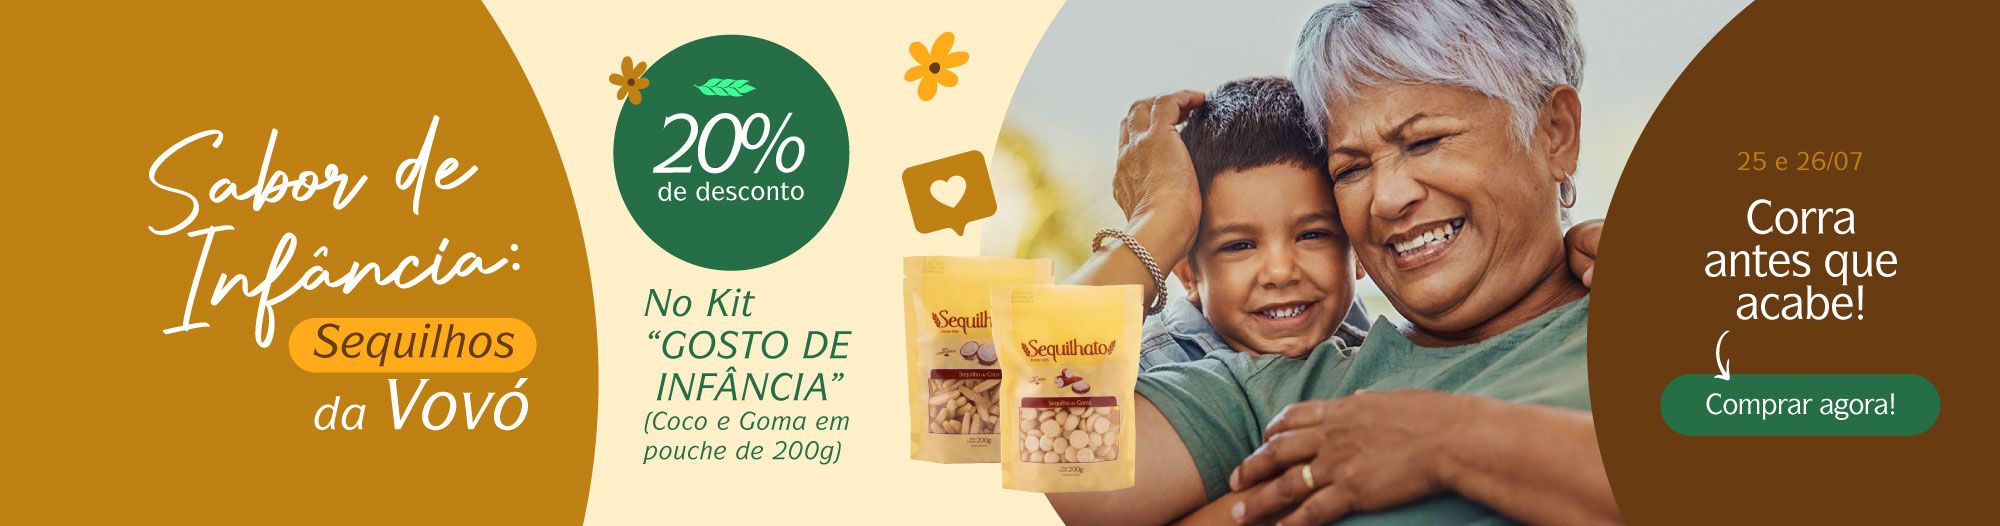 Sabor de
Infância:
Sequilhos
da Vovó
20%
de desconto
No Kit
“GOSTO DE
INFÂNCIA”
(Coco e Goma em
pouche de 200g)
Sequilh
Sequilho de Coco
200g
Sequilhato
Sequilho de Goma
200g
25 e 26/07
Corra
antes que
acabe!
Comprar agora!